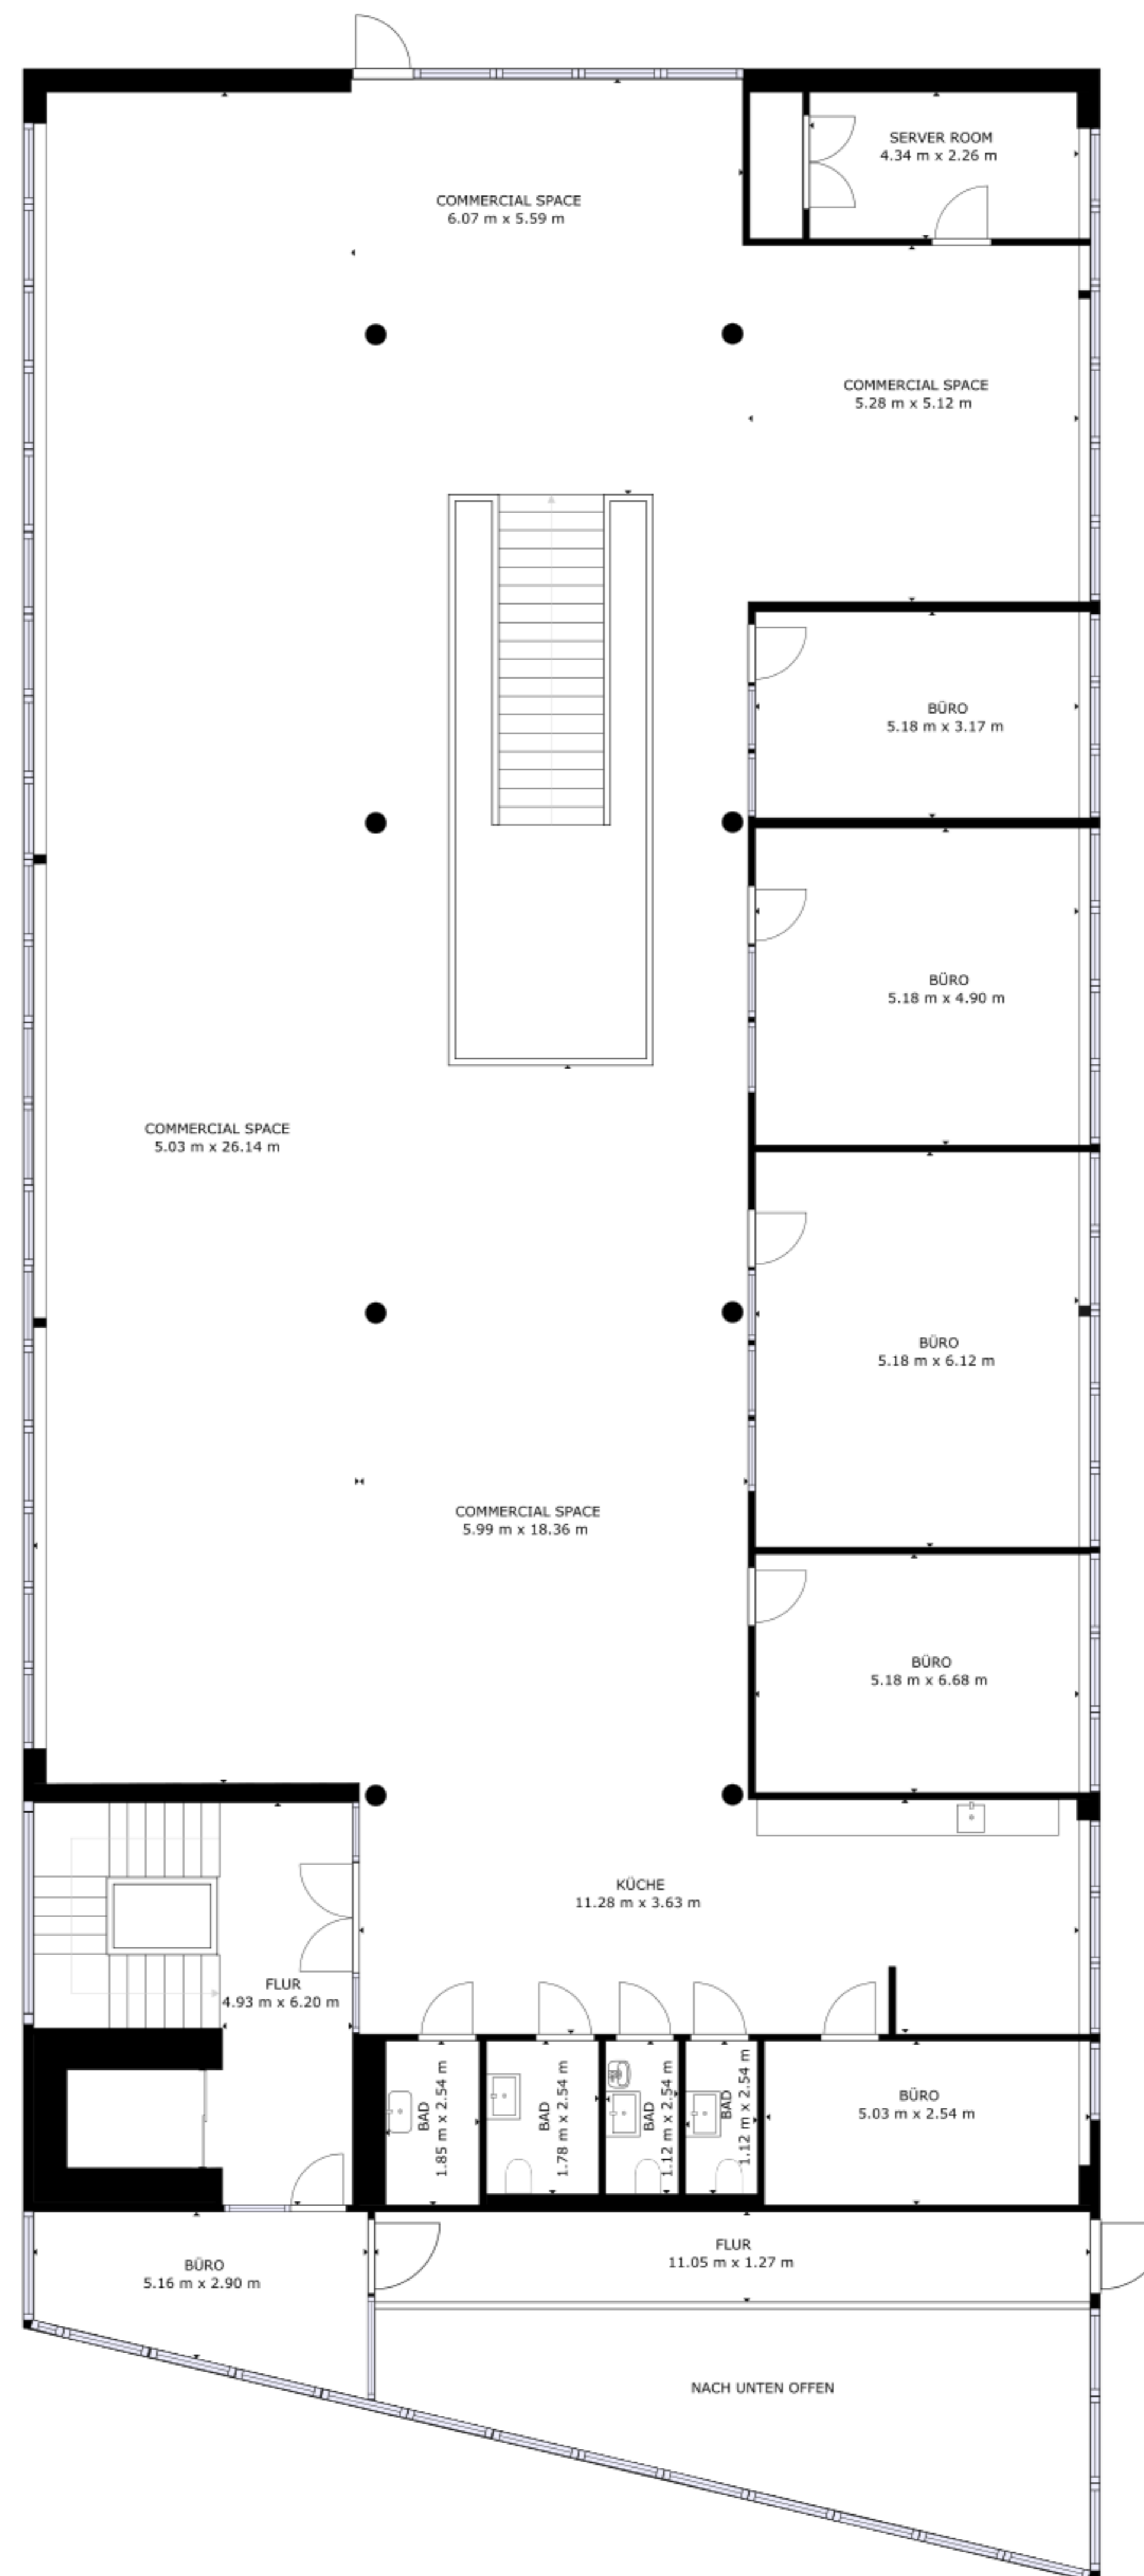 SERVER ROOM
4.34 m x 2.26 m
COMMERCIAL SPACE
6.07 m x 5.59 m
COMMERCIAL SPACE
5.28 m x 5.12 m
BÜRO
5.18 m x 3.17 m
BÜRO
5.18 m x 4.90 m
COMMERCIAL SPACE
5.03 m x 26.14 m
BÜRO
5.18 m x 6.12 m
COMMERCIAL SPACE
5.99 m x 18.36 m
BÜRO
5.18 m x 6.68 m
KÜCHE
11.28 m x 3.63 m
FLUR
4.93 m x 6.20 m
BAD
1.85 m x 2.54 m
BAD
1.78 m x 2.54 m
BAD
1.12 m x 2.54 m
BAD
1.12 m x 2.54 m
BÜRO
5.03 m x 2.54 m
FLUR
11.05 m x 1.27 m
BÜRO
5.16 m x 2.90 m
NACH UNTEN OFFEN